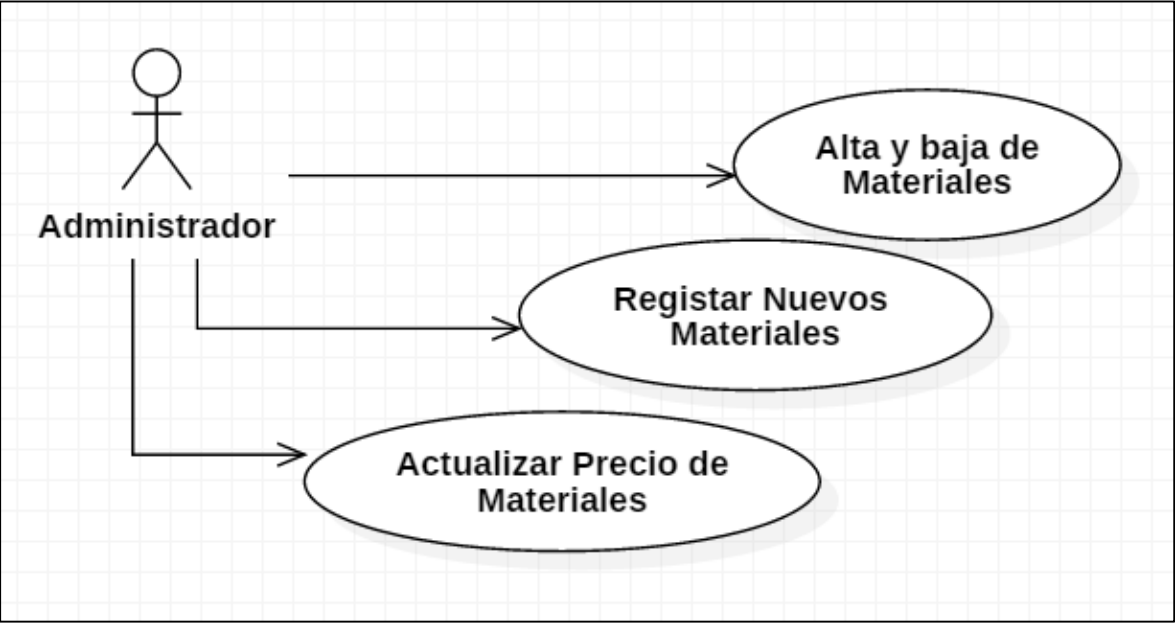 Alta y baja de
Materiales
Administrador
Registar Nuevos
Materiales
Actualizar Precio de
Materiales